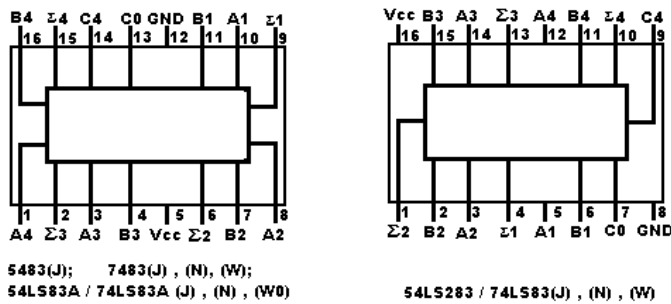 B4 Σ4 C4 C0 GND B1 A1 Σ1
16 15 14 13 12 11 10 9
1 2 3 4 5 6 7 8
A4 Σ3 A3 B3 Vcc Σ2 B2 A2
5483(J); 7483(J) , (N), (W);
54LS83A / 74LS83A (J) , (N) , (W0)
Vcc B3 A3 Σ3 A4 B4 Σ4 C4
16 15 14 13 12 11 10 9
1 2 3 4 5 6 7 8
Σ2 B2 A2 Σ1 A1 B1 C0 GND
54LS283 / 74LS83(J) , (N) , (W)